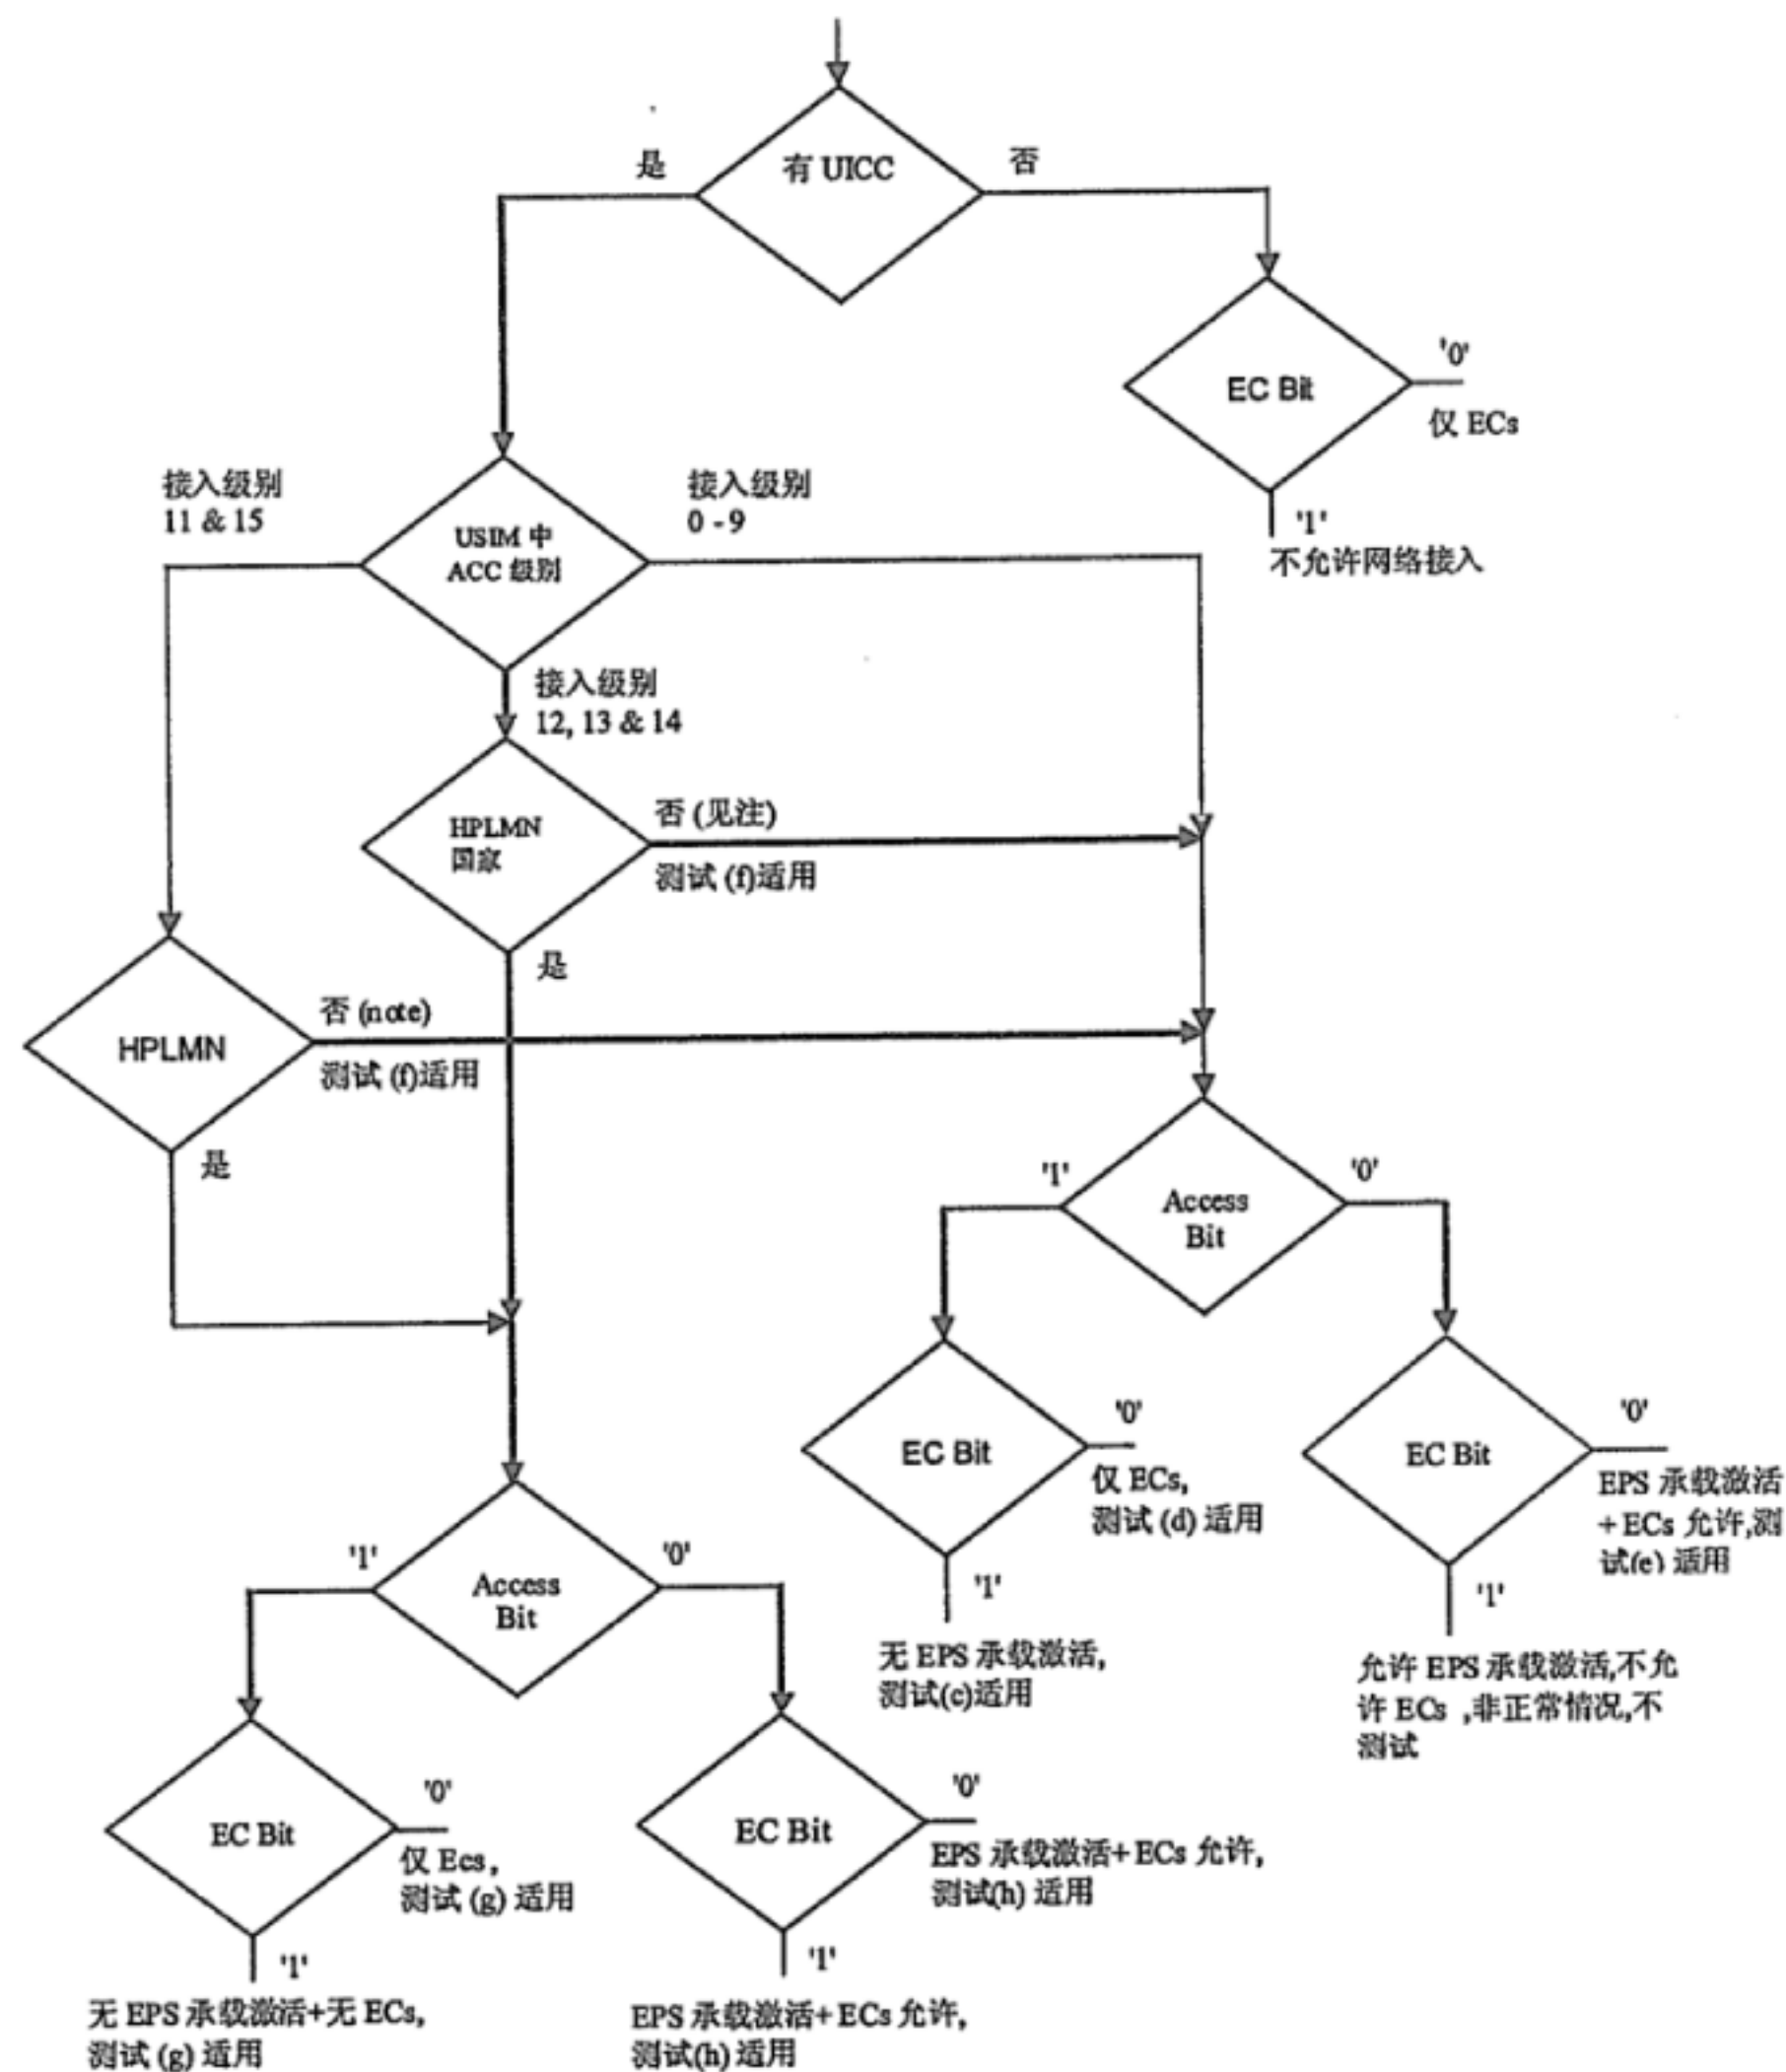 有 UICC
是
否
EC Bit
'0'
仅 ECs
'1'
不允许网络接入
接入级别
11 & 15
USIM 中
ACC 级别
接入级别
0 - 9
接入级别
12, 13 & 14
HPLMN
国家
否 (见注)
测试 (f)适用
是
HPLMN
否 (note)
测试 (f)适用
是
'1'
Access
Bit
'0'
EC Bit
'0'
仅 ECs,
测试 (d) 适用
'1'
无 EPS 承载激活,
测试(c)适用
EC Bit
'0'
EPS 承载激活
+ ECs 允许,测
试(e) 适用
'1'
允许 EPS 承载激活,不允
许 ECs ,非正常情况,不
测试
'1'
Access
Bit
'0'
EC Bit
'0'
仅 Ecs,
测试 (g) 适用
'1'
无 EPS 承载激活+无 ECs,
测试 (g) 适用
EC Bit
'0'
EPS 承载激活+ ECs 允许,
测试(h) 适用
'1'
EPS 承载激活+ ECs 允许,
测试(h) 适用